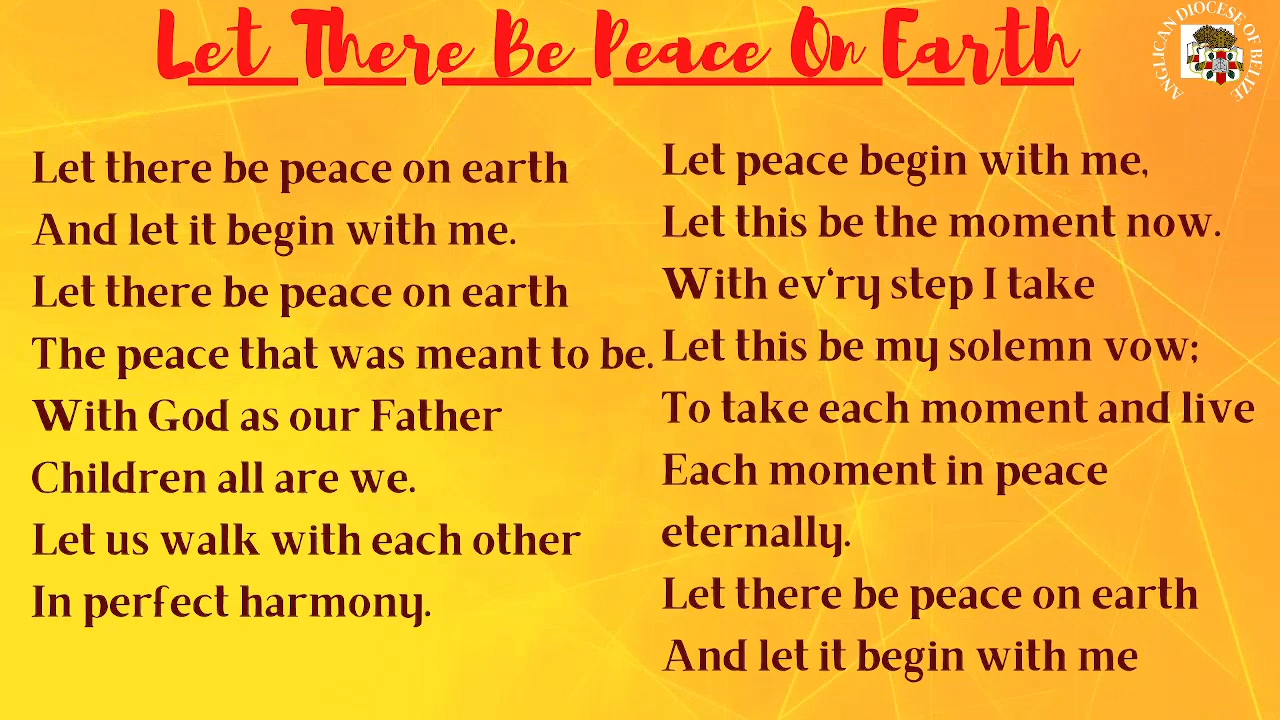 Let There Be Peace On Earth
ANGLICAN DIOCESE OF BELIZE
Let there be peace on earth
And let it begin with me.
Let there be peace on earth
The peace that was meant to be.
With God as our Father
Children all are we.
Let us walk with each other
In perfect harmony.
Let peace begin with me,
Let this be the moment now.
With ev‘ry step I take
Let this be my solemn vow;
To take each moment and live
Each moment in peace
eternally.
Let there be peace on earth
And let it begin with me